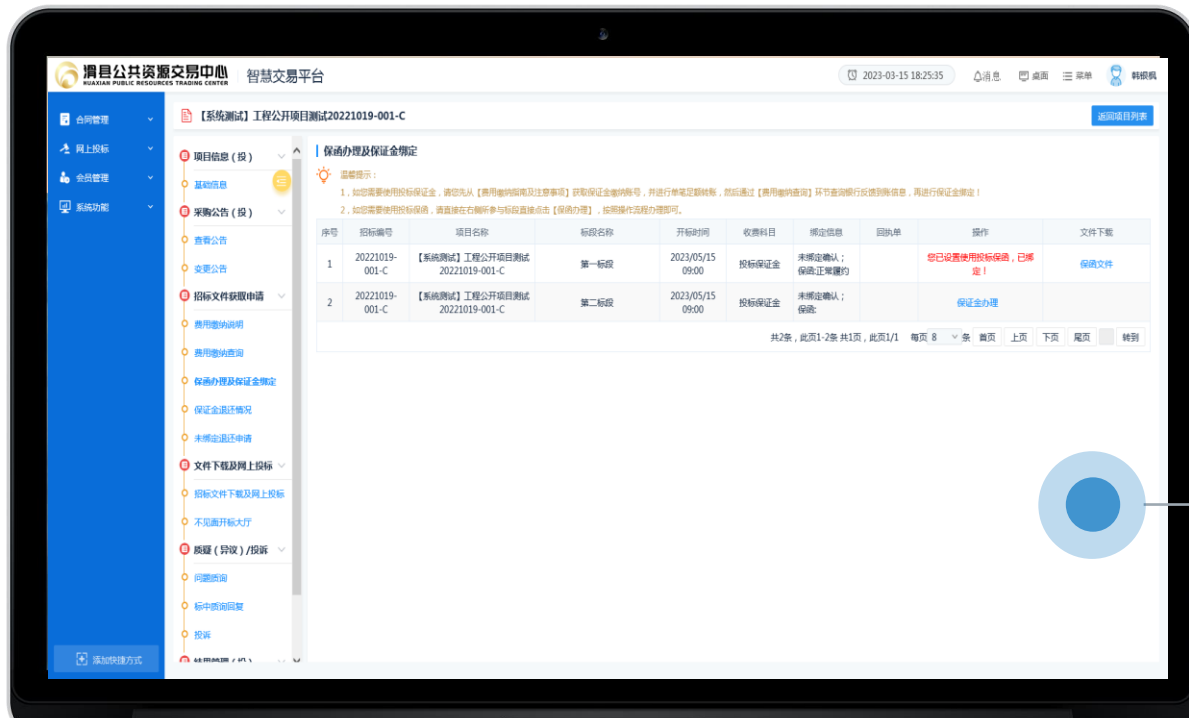 滑县公共资源交易中心
HUAXIAN PUBLIC RESOURCES TRADING CENTER
智慧交易平台
2023-03-15 18:25:35
消息
桌面
菜单
韩银枫
合同管理
网上投标
会员管理
系统功能
添加快捷方式
【系统测试】工程公开项目测试20221019-001-C
返回项目列表
项目信息（投）
基础信息
采购公告（投）
查看公告
变更公告
招标文件获取申请
费用缴纳说明
费用缴纳查询
保函办理及保证金绑定
保证金退还情况
未绑定退还申请
文件下载及网上投标
招标文件下载及网上投标
不见面开标大厅
质疑（异议）/投诉
问题质询
标中质询回复
投诉
保函办理及保证金绑定
温馨提示：
1，如您需要使用投标保证金，请您先从【费用缴纳指南及注意事项】获取保证金缴纳账号，并进行单笔足额转账，然后通过【费用缴纳查询】环节查询银行反馈到账信息，再进行保证金绑定！
2，如您需要使用投标保函，请直接在右侧所参与标段直接点击【保函办理】，按照操作流程办理即可。
序号 招标编号 项目名称 标段名称 开标时间 收费科目 绑定信息 回执单 操作 文件下载
1 20221019-001-C 【系统测试】工程公开项目测试20221019-001-C 第一标段 2023/05/15 09:00 投标保证金 未绑定确认；保函:正常履约 您已设置使用投标保函，已绑定！ 保函文件
2 20221019-001-C 【系统测试】工程公开项目测试20221019-001-C 第二标段 2023/05/15 09:00 投标保证金 未绑定确认；保函: 保证金办理
共2条，此页1-2条 共1页，此页1/1 每页 8 条 首页 上页 下页 尾页 转到